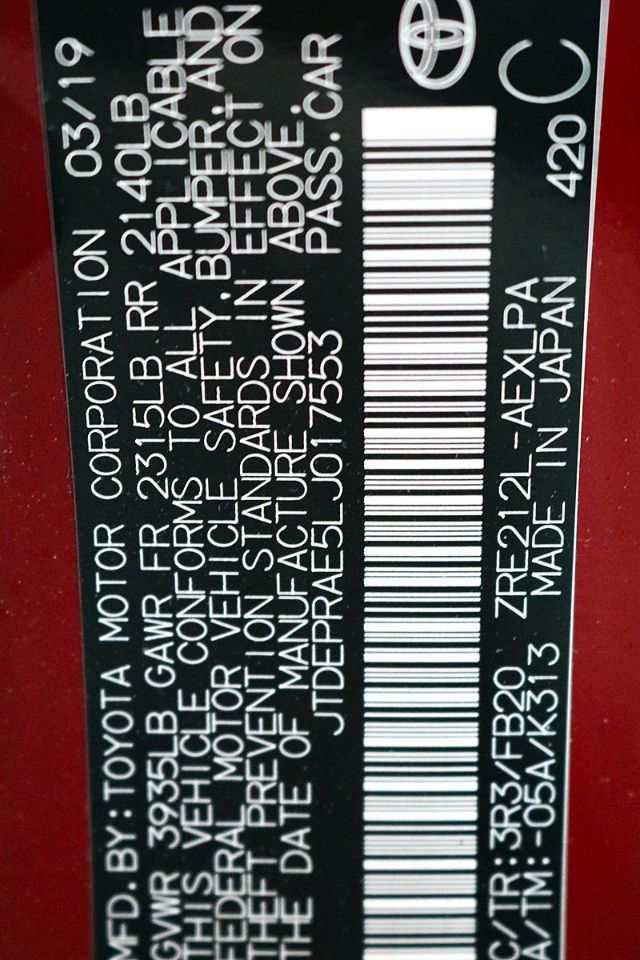 MFD.BY:TOYOTA MOTOR CORPORATION 03/19
GVWR 3935LB GAWR FR 2315LB RR 2140LB
THIS VEHICLE CONFORMS TO ALL APPLICABLE
FEDERAL MOTOR VEHICLE SAFETY,BUMPER,AND
THEFT PREVENTION STANDARDS IN EFFECT ON
THE DATE OF MANUFACTURE SHOWN ABOVE.
JTDEPRAE5LJ017553 PASS.CAR
C/TR:3R3/FB20 ZRE212L-AEXLPA 420 C
A/TM:-05A/K313 MADE IN JAPAN